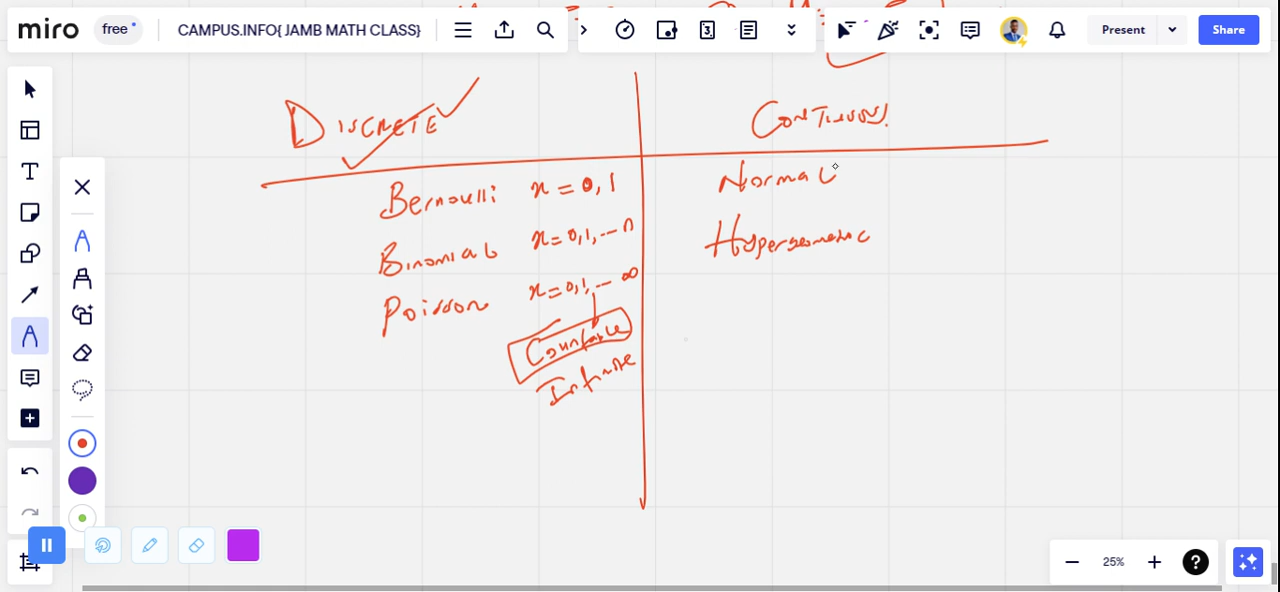 miro free CAMPUS.INFO{ JAMB MATH CLASS} Present Share
DISCRETE
CONTINUOUS
Bernoulli x = 0, 1
Binomial x = 0, 1, --- n
Poisson x = 0, 1, --- ∞
Countable
Infinite
Normal
Hypergeometric
25%